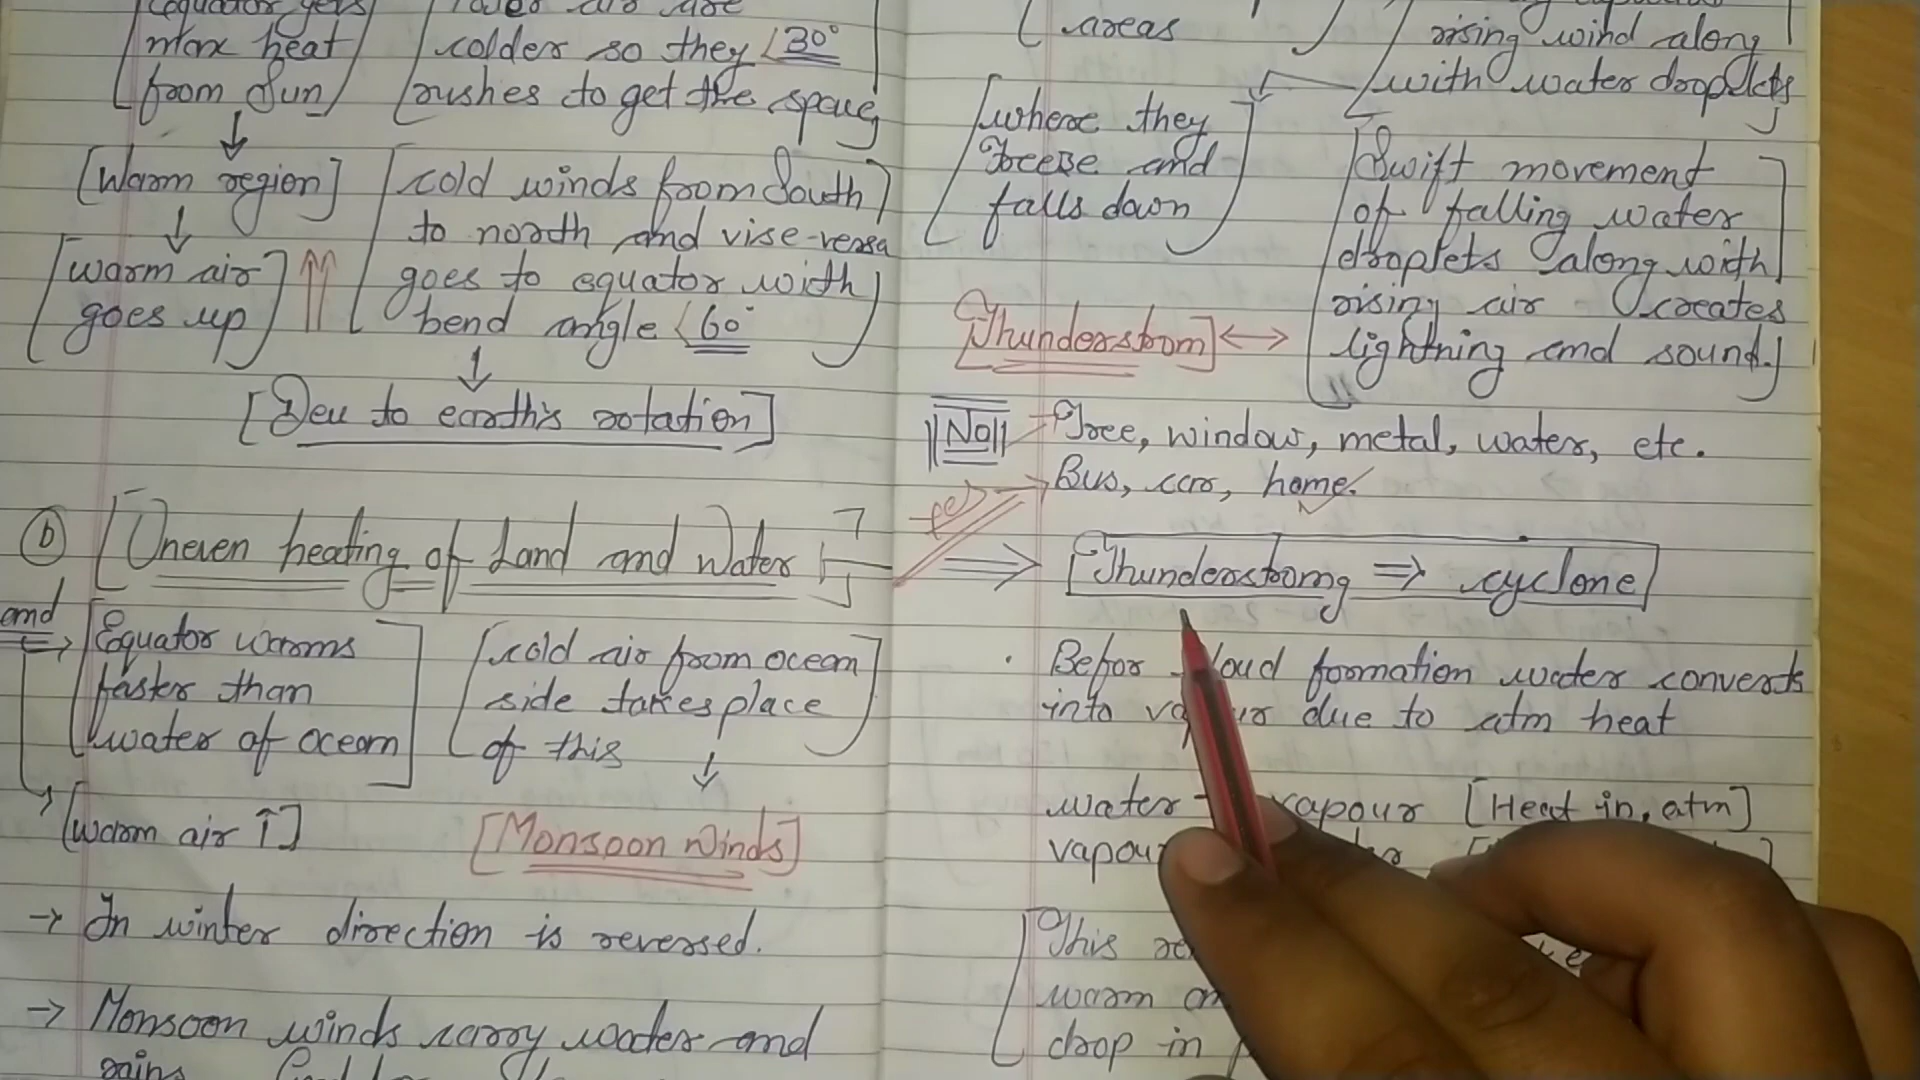 max heat
from Sun
Warm region
warm air
goes up
colder so they <30°
rushes to get the space
cold winds from South
to north and vise-versa
goes to equator with
bend angle <60°
Deu to earth's rotation
b Uneven heating of Land and Water
and
Equator warms
faster than
water of ocean
warm air ↑
cold air from ocean
side takes place
of this
Monsoon Winds
→ In winter direction is reversed.
→ Monsoon winds carry water and
rains
areas
where they
freeze and
falls down
rising wind along
with water droplets
Swift movement
of falling water
droplets along with
rising air creates
lightning and sound.
Thunderstrom
No Tree, window, metal, water, etc.
yes Bus, car, home.
Thunderstromg ⇒ cyclone
Befor cloud formation water converts
into due to atm heat
water vapour [Heat in, atm]
This
warm
drop in